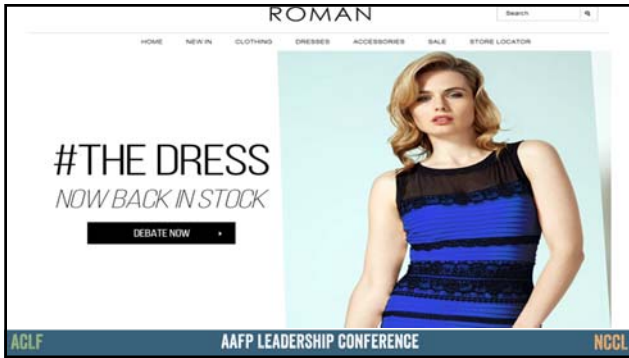 ROMAN
Search
HOME NEW IN CLOTHING DRESSES ACCESSORIES SALE STORE LOCATOR
#THE DRESS
NOW BACK IN STOCK
DEBATE NOW
ACLF AAFP LEADERSHIP CONFERENCE NCCL